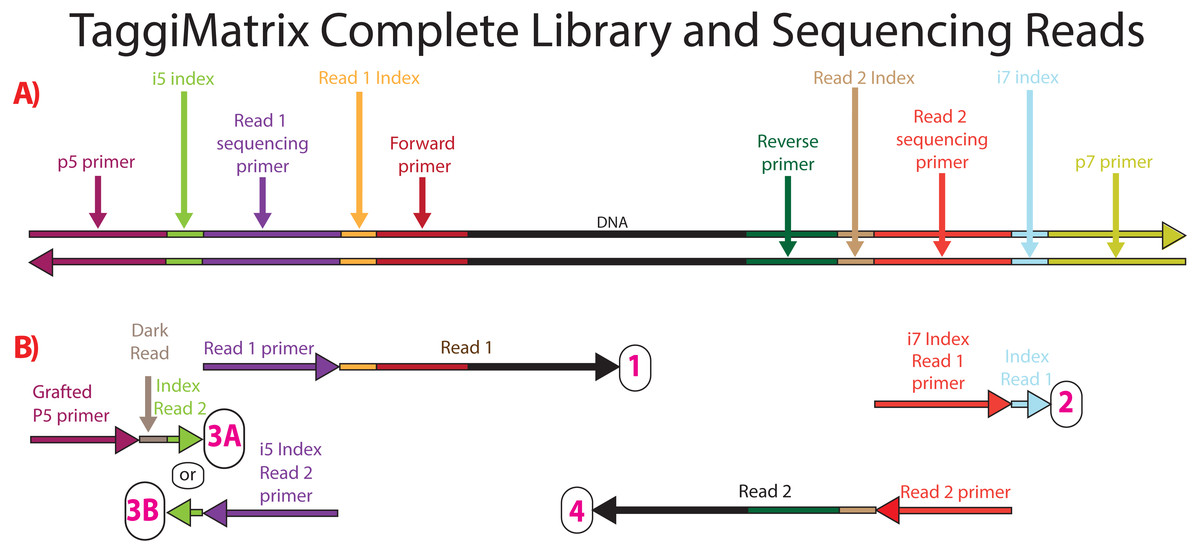 TaggiMatrix Complete Library and Sequencing Reads
A)
i5 index
Read 1 Index
Read 2 Index
i7 index
Read 1
sequencing
primer
Read 2
sequencing
primer
p5 primer
Forward
primer
Reverse
primer
p7 primer
DNA
B)
Dark
Read
Read 1 primer
Read 1
1
i7 Index
Read 1
primer
Index
Read 1
2
Grafted
P5 primer
Index
Read 2
3A
or
i5 Index
Read 2
primer
3B
4
Read 2
Read 2 primer